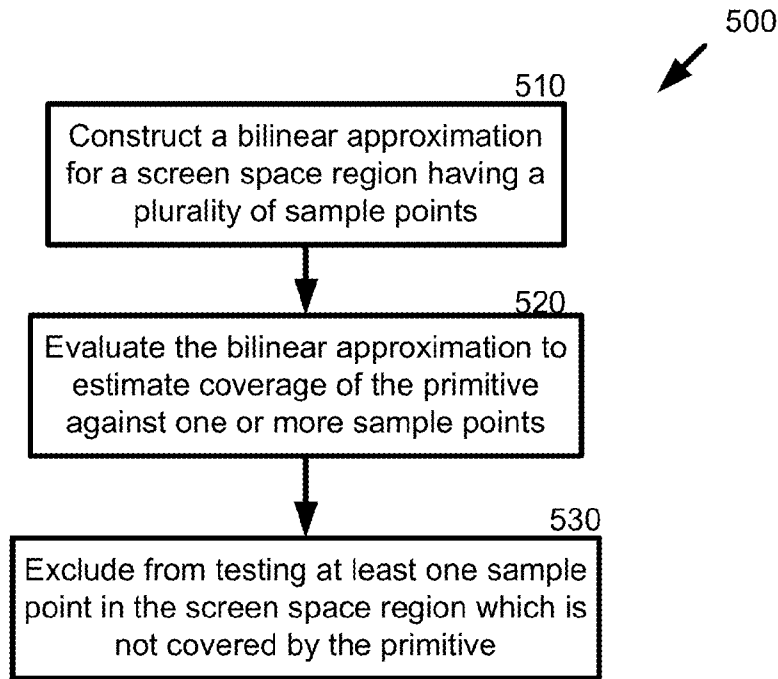 500
510
Construct a bilinear approximation
for a screen space region having a
plurality of sample points
520
Evaluate the bilinear approximation to
estimate coverage of the primitive
against one or more sample points
530
Exclude from testing at least one sample
point in the screen space region which is
not covered by the primitive